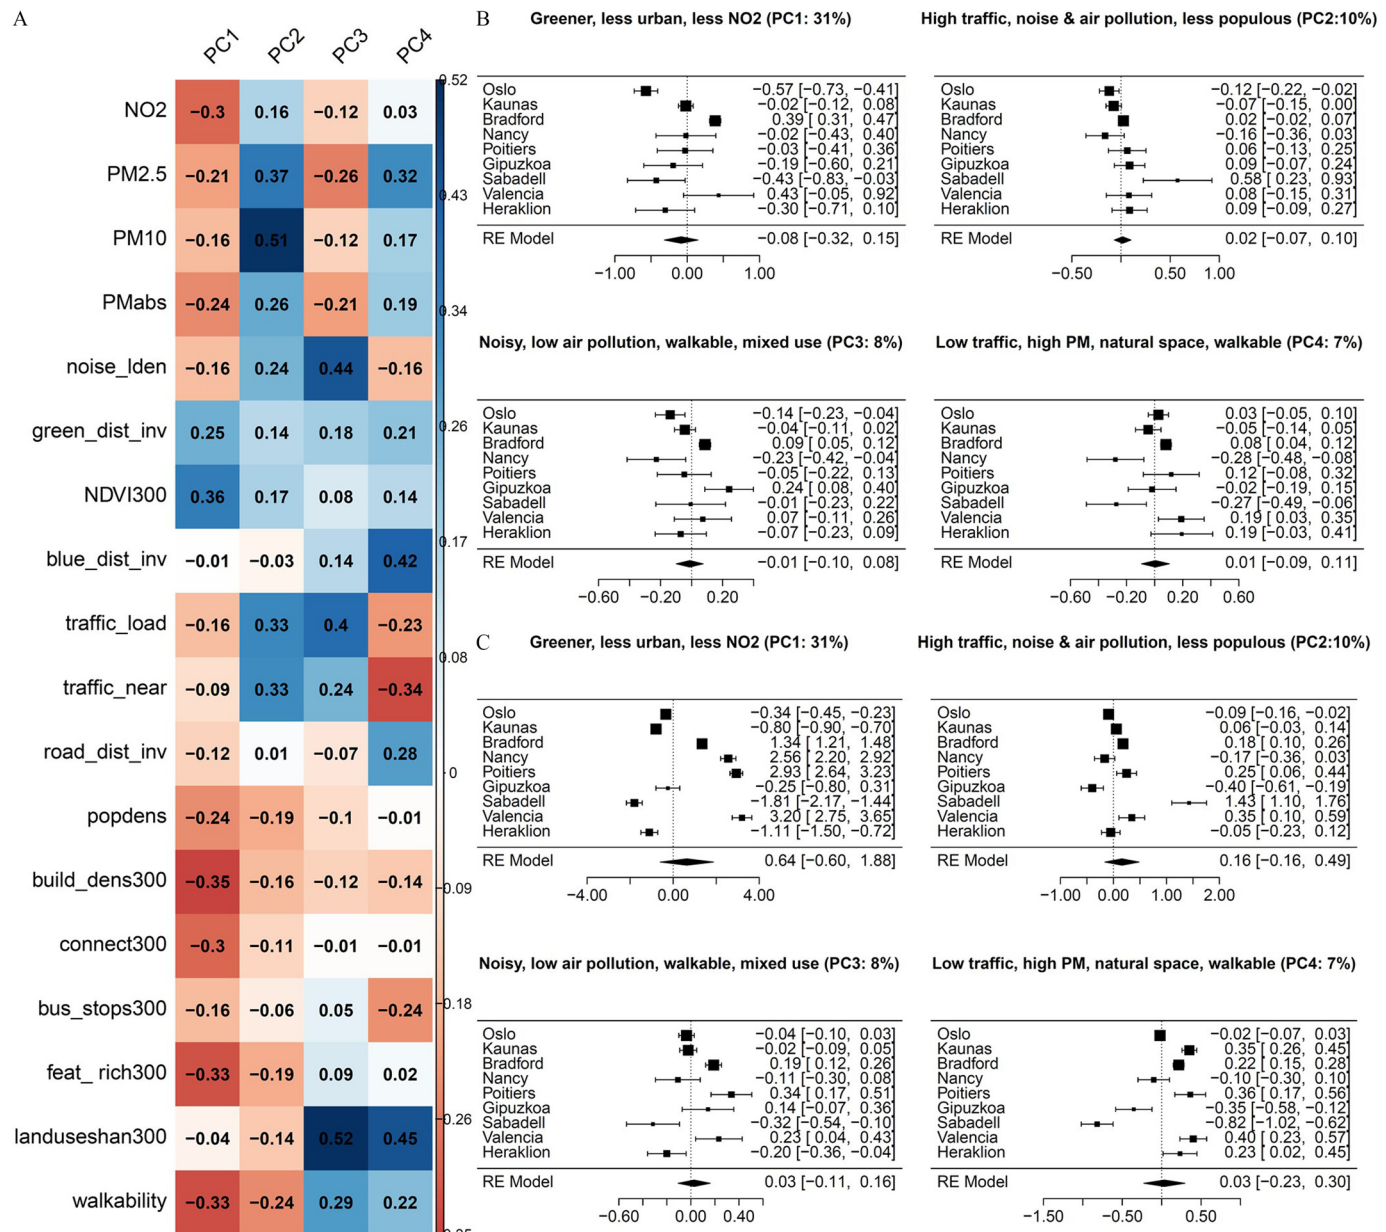 A
PC1 PC2 PC3 PC4
NO2 −0.3 0.16 −0.12 0.03
PM2.5 −0.21 0.37 −0.26 0.32
PM10 −0.16 0.51 −0.12 0.17
PMabs −0.24 0.26 −0.21 0.19
noise_lden −0.16 0.24 0.44 −0.16
green_dist_inv 0.25 0.14 0.18 0.21
NDVI300 0.36 0.17 0.08 0.14
blue_dist_inv −0.01 −0.03 0.14 0.42
traffic_load −0.16 0.33 0.4 −0.23
traffic_near −0.09 0.33 0.24 −0.34
road_dist_inv −0.12 0.01 −0.07 0.28
popdens −0.24 −0.19 −0.1 −0.01
build_dens300 −0.35 −0.16 −0.12 −0.14
connect300 −0.3 −0.11 −0.01 −0.01
bus_stops300 −0.16 −0.06 0.05 −0.24
feat_ rich300 −0.33 −0.19 0.09 0.02
landuseshan300 −0.04 −0.14 0.52 0.45
walkability −0.33 −0.24 0.29 0.22
0.52
0.43
0.34
0.26
0.17
0.08
0
−0.09
−0.18
−0.26
B
Greener, less urban, less NO2 (PC1: 31%)
Oslo −0.57 [−0.73, −0.41]
Kaunas −0.02 [−0.12, 0.08]
Bradford 0.39 [ 0.31, 0.47]
Nancy −0.02 [−0.43, 0.40]
Poitiers −0.03 [−0.41, 0.36]
Gipuzkoa −0.19 [−0.60, 0.21]
Sabadell −0.43 [−0.83, −0.03]
Valencia 0.43 [−0.05, 0.92]
Heraklion −0.30 [−0.71, 0.10]
RE Model −0.08 [−0.32, 0.15]
−1.00 0.00 1.00
High traffic, noise & air pollution, less populous (PC2:10%)
Oslo −0.12 [−0.22, −0.02]
Kaunas −0.07 [−0.15, 0.00]
Bradford 0.02 [−0.02, 0.07]
Nancy −0.16 [−0.36, 0.03]
Poitiers 0.06 [−0.13, 0.25]
Gipuzkoa 0.09 [−0.07, 0.24]
Sabadell 0.58 [ 0.23, 0.93]
Valencia 0.08 [−0.15, 0.31]
Heraklion 0.09 [−0.09, 0.27]
RE Model 0.02 [−0.07, 0.10]
−0.50 0.50 1.00
Noisy, low air pollution, walkable, mixed use (PC3: 8%)
Oslo −0.14 [−0.23, −0.04]
Kaunas −0.04 [−0.11, 0.02]
Bradford 0.09 [ 0.05, 0.12]
Nancy −0.23 [−0.42, −0.04]
Poitiers −0.05 [−0.22, 0.13]
Gipuzkoa 0.24 [ 0.08, 0.40]
Sabadell −0.01 [−0.23, 0.22]
Valencia 0.07 [−0.11, 0.26]
Heraklion −0.07 [−0.23, 0.09]
RE Model −0.01 [−0.10, 0.08]
−0.60 −0.20 0.20
Low traffic, high PM, natural space, walkable (PC4: 7%)
Oslo 0.03 [−0.05, 0.10]
Kaunas −0.05 [−0.14, 0.05]
Bradford 0.08 [ 0.04, 0.12]
Nancy −0.28 [−0.48, −0.08]
Poitiers 0.12 [−0.08, 0.32]
Gipuzkoa −0.02 [−0.19, 0.15]
Sabadell −0.27 [−0.49, −0.06]
Valencia 0.19 [ 0.03, 0.35]
Heraklion 0.19 [−0.03, 0.41]
RE Model 0.01 [−0.09, 0.11]
−0.60 −0.20 0.20 0.60
C
Greener, less urban, less NO2 (PC1: 31%)
Oslo −0.34 [−0.45, −0.23]
Kaunas −0.80 [−0.90, −0.70]
Bradford 1.34 [ 1.21, 1.48]
Nancy 2.56 [ 2.20, 2.92]
Poitiers 2.93 [ 2.64, 3.23]
Gipuzkoa −0.25 [−0.80, 0.31]
Sabadell −1.81 [−2.17, −1.44]
Valencia 3.20 [ 2.75, 3.65]
Heraklion −1.11 [−1.50, −0.72]
RE Model 0.64 [−0.60, 1.88]
−4.00 0.00 4.00
High traffic, noise & air pollution, less populous (PC2:10%)
Oslo −0.09 [−0.16, −0.02]
Kaunas 0.06 [−0.03, 0.14]
Bradford 0.18 [ 0.10, 0.26]
Nancy −0.17 [−0.36, 0.03]
Poitiers 0.25 [ 0.06, 0.44]
Gipuzkoa −0.40 [−0.61, −0.19]
Sabadell 1.43 [ 1.10, 1.76]
Valencia 0.35 [ 0.10, 0.59]
Heraklion −0.05 [−0.23, 0.12]
RE Model 0.16 [−0.16, 0.49]
−1.00 0.00 1.00 2.00
Noisy, low air pollution, walkable, mixed use (PC3: 8%)
Oslo −0.04 [−0.10, 0.03]
Kaunas −0.02 [−0.09, 0.05]
Bradford 0.19 [ 0.12, 0.26]
Nancy −0.11 [−0.30, 0.08]
Poitiers 0.34 [ 0.17, 0.51]
Gipuzkoa 0.14 [−0.07, 0.36]
Sabadell −0.32 [−0.54, −0.10]
Valencia 0.23 [ 0.04, 0.43]
Heraklion −0.20 [−0.36, −0.04]
RE Model 0.03 [−0.11, 0.16]
−0.60 0.00 0.40
Low traffic, high PM, natural space, walkable (PC4: 7%)
Oslo −0.02 [−0.07, 0.03]
Kaunas 0.35 [ 0.26, 0.45]
Bradford 0.22 [ 0.15, 0.28]
Nancy −0.10 [−0.30, 0.10]
Poitiers 0.36 [ 0.17, 0.56]
Gipuzkoa −0.35 [−0.58, −0.12]
Sabadell −0.82 [−1.02, −0.62]
Valencia 0.40 [ 0.23, 0.57]
Heraklion 0.23 [ 0.02, 0.45]
RE Model 0.03 [−0.23, 0.30]
−1.50 −0.50 0.50